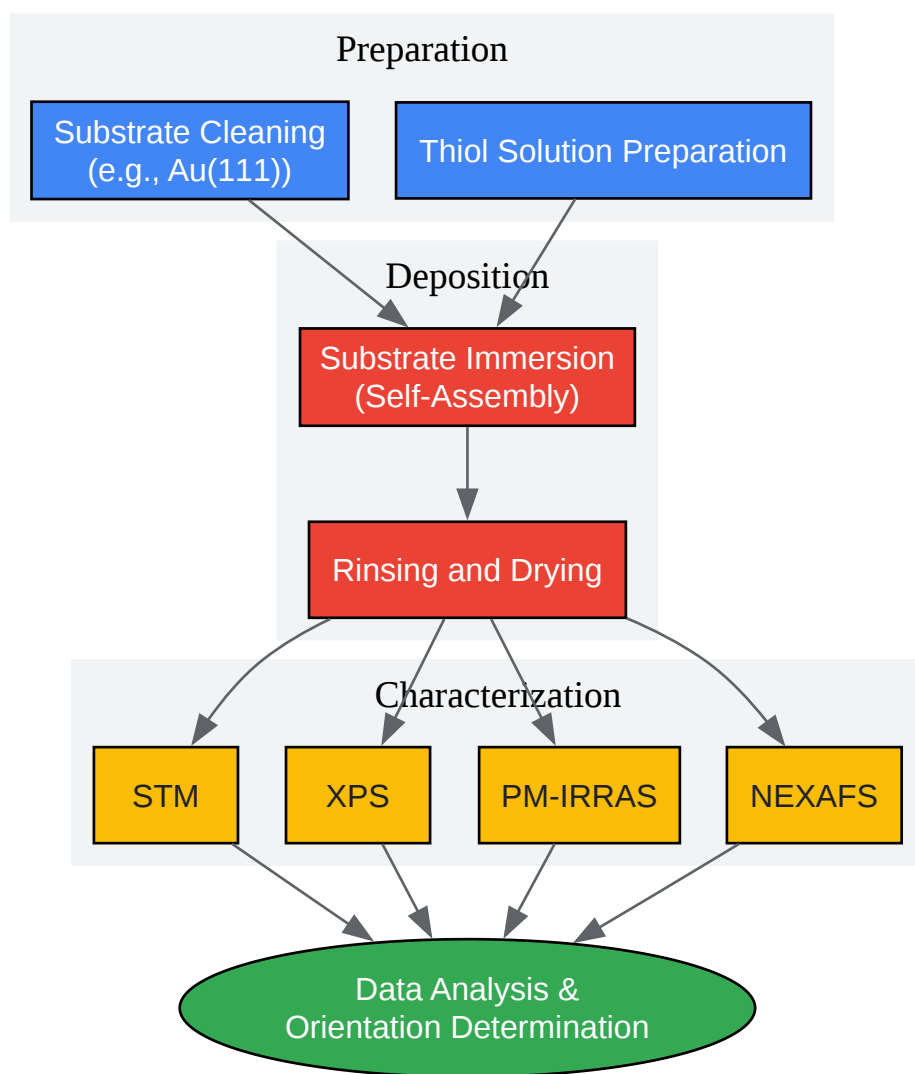 Preparation
Substrate Cleaning
(e.g., Au(111))
Thiol Solution Preparation
Deposition
Substrate Immersion
(Self-Assembly)
Rinsing and Drying
Characterization
STM
XPS
PM-IRRAS
NEXAFS
Data Analysis &
Orientation Determination